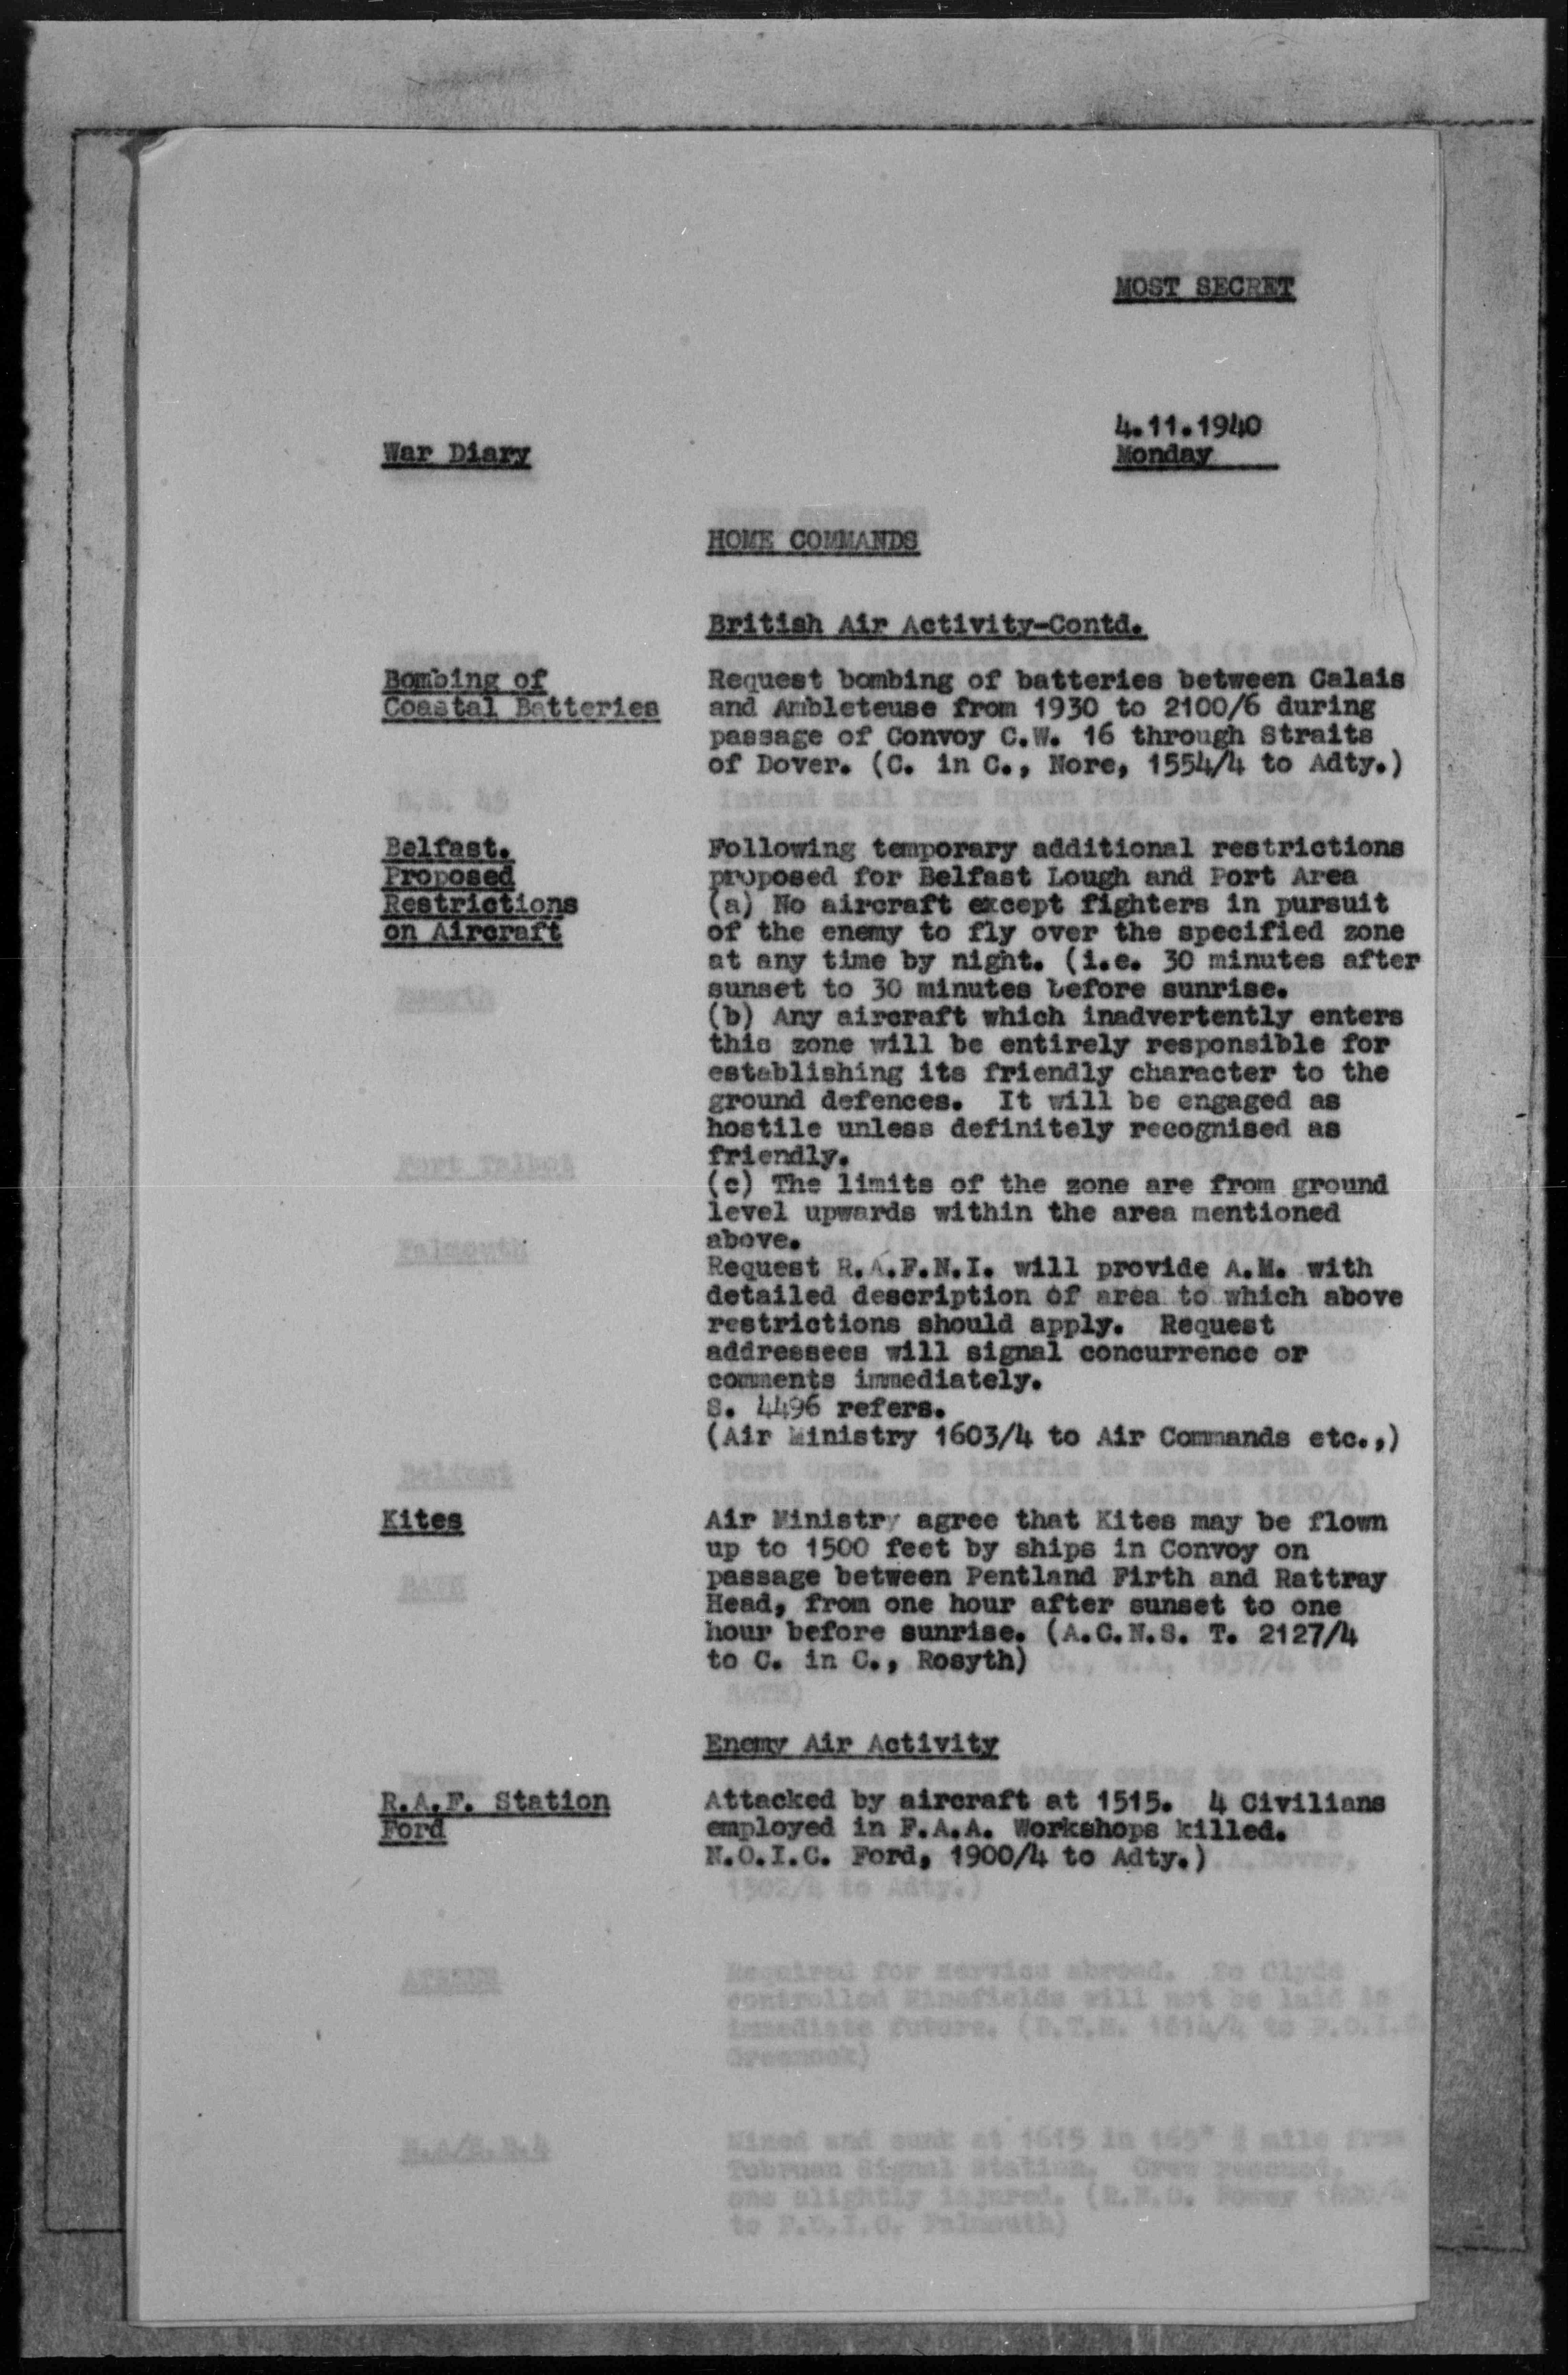 MOST SECRET
4.11.1940
War Diary
Monday
HOME COMMANDS
British Air Activity-Contd.
Bombing of
Coastal Batteries
Request bombing of batteries between Calais
and Ambleteuse from 1930 to 2100/6 during
passage of Convoy C.W. 16 through Straits
of Dover. (C. in C., Nore, 1554/4 to Adty.)
Belfast.
Proposed
Restrictions
on Aircraft
Following temporary additional restrictions
proposed for Belfast Lough and Port Area
(a) No aircraft except fighters in pursuit
of the enemy to fly over the specified zone
at any time by night. (i.e. 30 minutes after
sunset to 30 minutes before sunrise.
(b) Any aircraft which inadvertently enters
this zone will be entirely responsible for
establishing its friendly character to the
ground defences. It will be engaged as
hostile unless definitely recognised as
friendly.
(c) The limits of the zone are from ground
level upwards within the area mentioned
above.
Request R.A.F.N.I. will provide A.M. with
detailed description of area to which above
restrictions should apply. Request
addressees will signal concurrence or
comments immediately.
S. 4496 refers.
(Air Ministry 1603/4 to Air Commands etc.,)
Kites
Air Ministry agree that Kites may be flown
up to 1500 feet by ships in Convoy on
passage between Pentland Firth and Rattray
Head, from one hour after sunset to one
hour before sunrise. (A.C.N.S. T. 2127/4
to C. in C., Rosyth)
Enemy Air Activity
R.A.F. Station
Ford
Attacked by aircraft at 1515. 4 Civilians
employed in F.A.A. Workshops killed.
N.O.I.C. Ford, 1900/4 to Adty.)